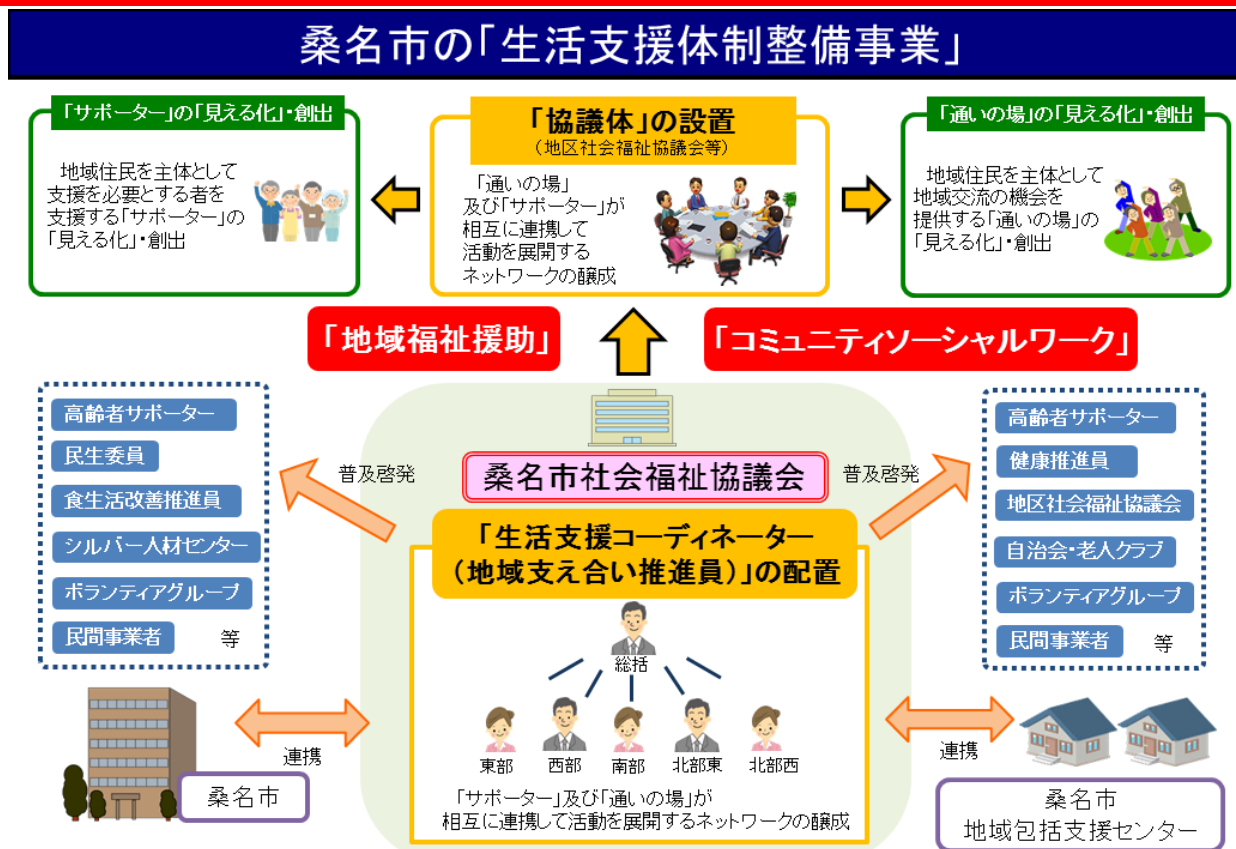 桑名市の「生活支援体制整備事業」
「サポーター」の「見える化」・創出
地域住民を主体として
支援を必要とする者を
支援する「サポーター」の
「見える化」・創出
「協議体」の設置
（地区社会福祉協議会等）
「通いの場」
及び「サポーター」が
相互に連携して
活動を展開する
ネットワークの醸成
「通いの場」の「見える化」・創出
地域住民を主体として
地域交流の機会を
提供する「通いの場」の
「見える化」・創出
「地域福祉援助」
「コミュニティソーシャルワーク」
高齢者サポーター
民生委員
食生活改善推進員
シルバー人材センター
ボランティアグループ
民間事業者 等
普及啓発
桑名市社会福祉協議会
普及啓発
「生活支援コーディネーター
（地域支え合い推進員）」の配置
総括
東部 西部 南部 北部東 北部西
「サポーター」及び「通いの場」が
相互に連携して活動を展開するネットワークの醸成
高齢者サポーター
健康推進員
地区社会福祉協議会
自治会・老人クラブ
ボランティアグループ
民間事業者 等
連携
桑名市
連携
桑名市
地域包括支援センター